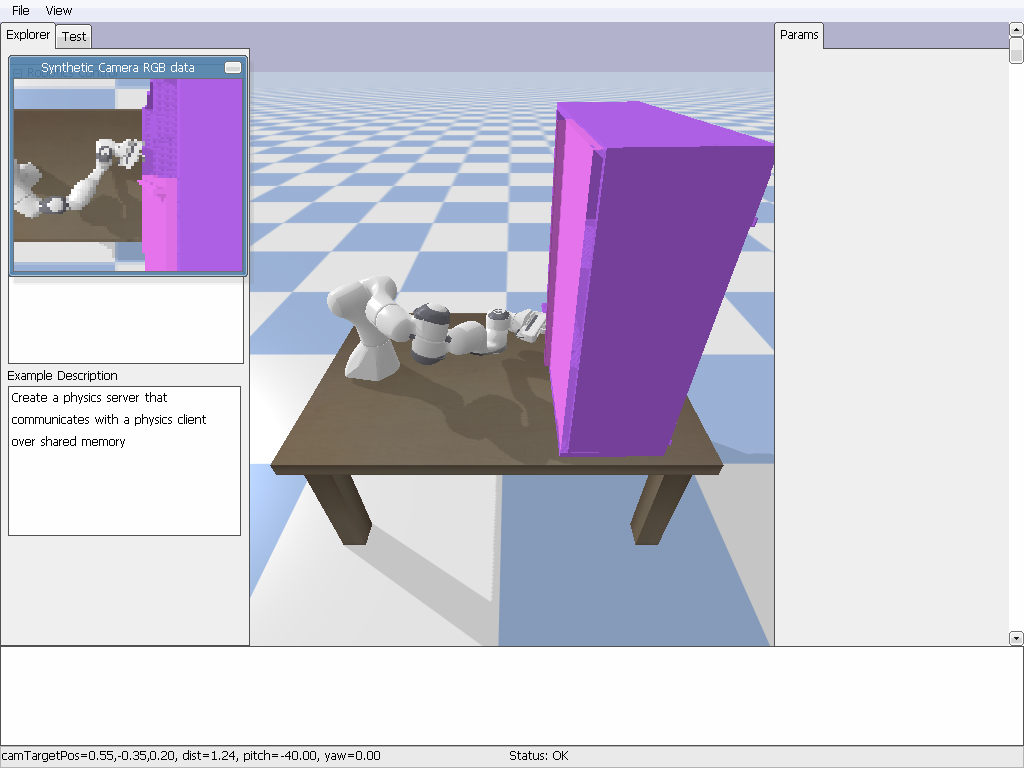 File View
Explorer Test
Params
Synthetic Camera RGB data
Example Description
Create a physics server that
communicates with a physics client
over shared memory
camTargetPos=0.55,-0.35,0.20, dist=1.24, pitch=-40.00, yaw=0.00
Status: OK